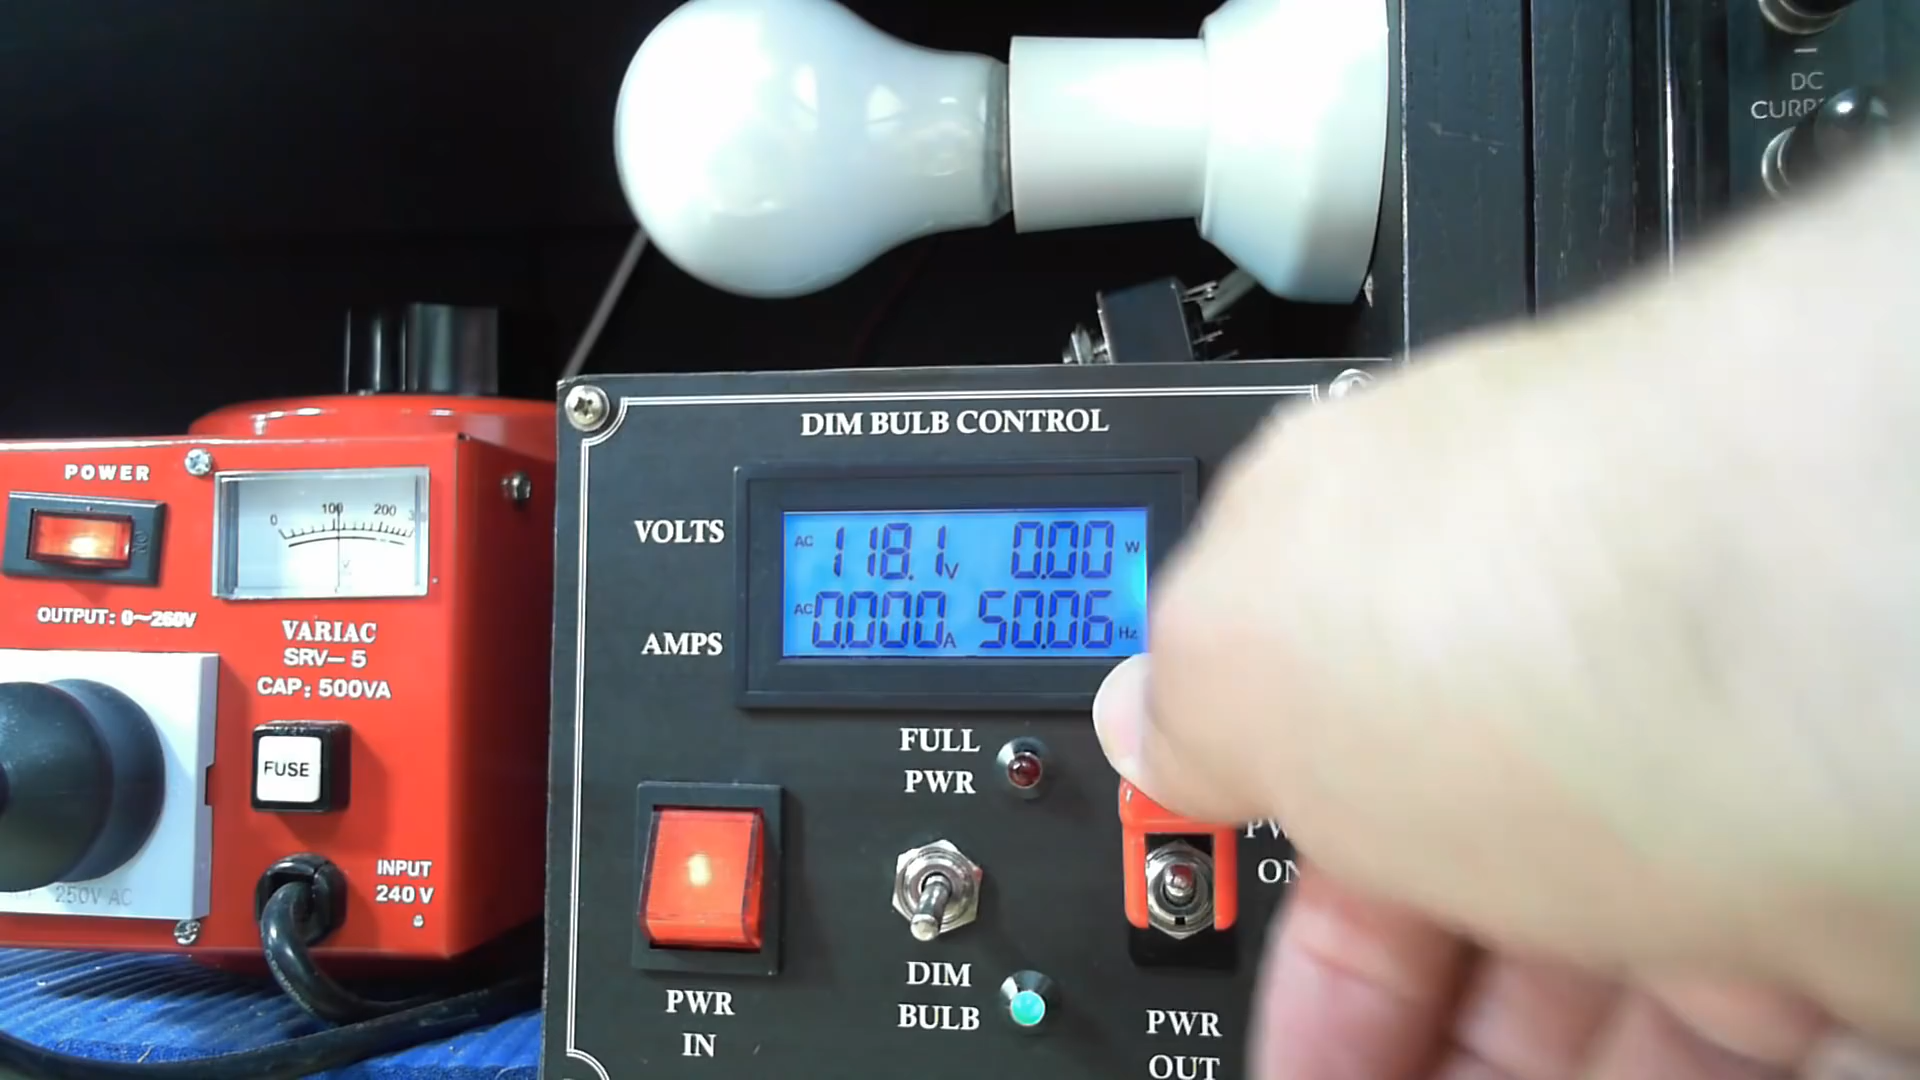 DC
POWER
OUTPUT: 0~260V
0 100 200
V
VARIAC
SRV-5
CAP: 500VA
FUSE
INPUT
240 V
250V AC
DIM BULB CONTROL
VOLTS
AC 118.1 V 0.00 W
AMPS
AC 0.000 A 50.06 Hz
FULL
PWR
DIM
BULB
PWR
IN
ON
PWR
OUT